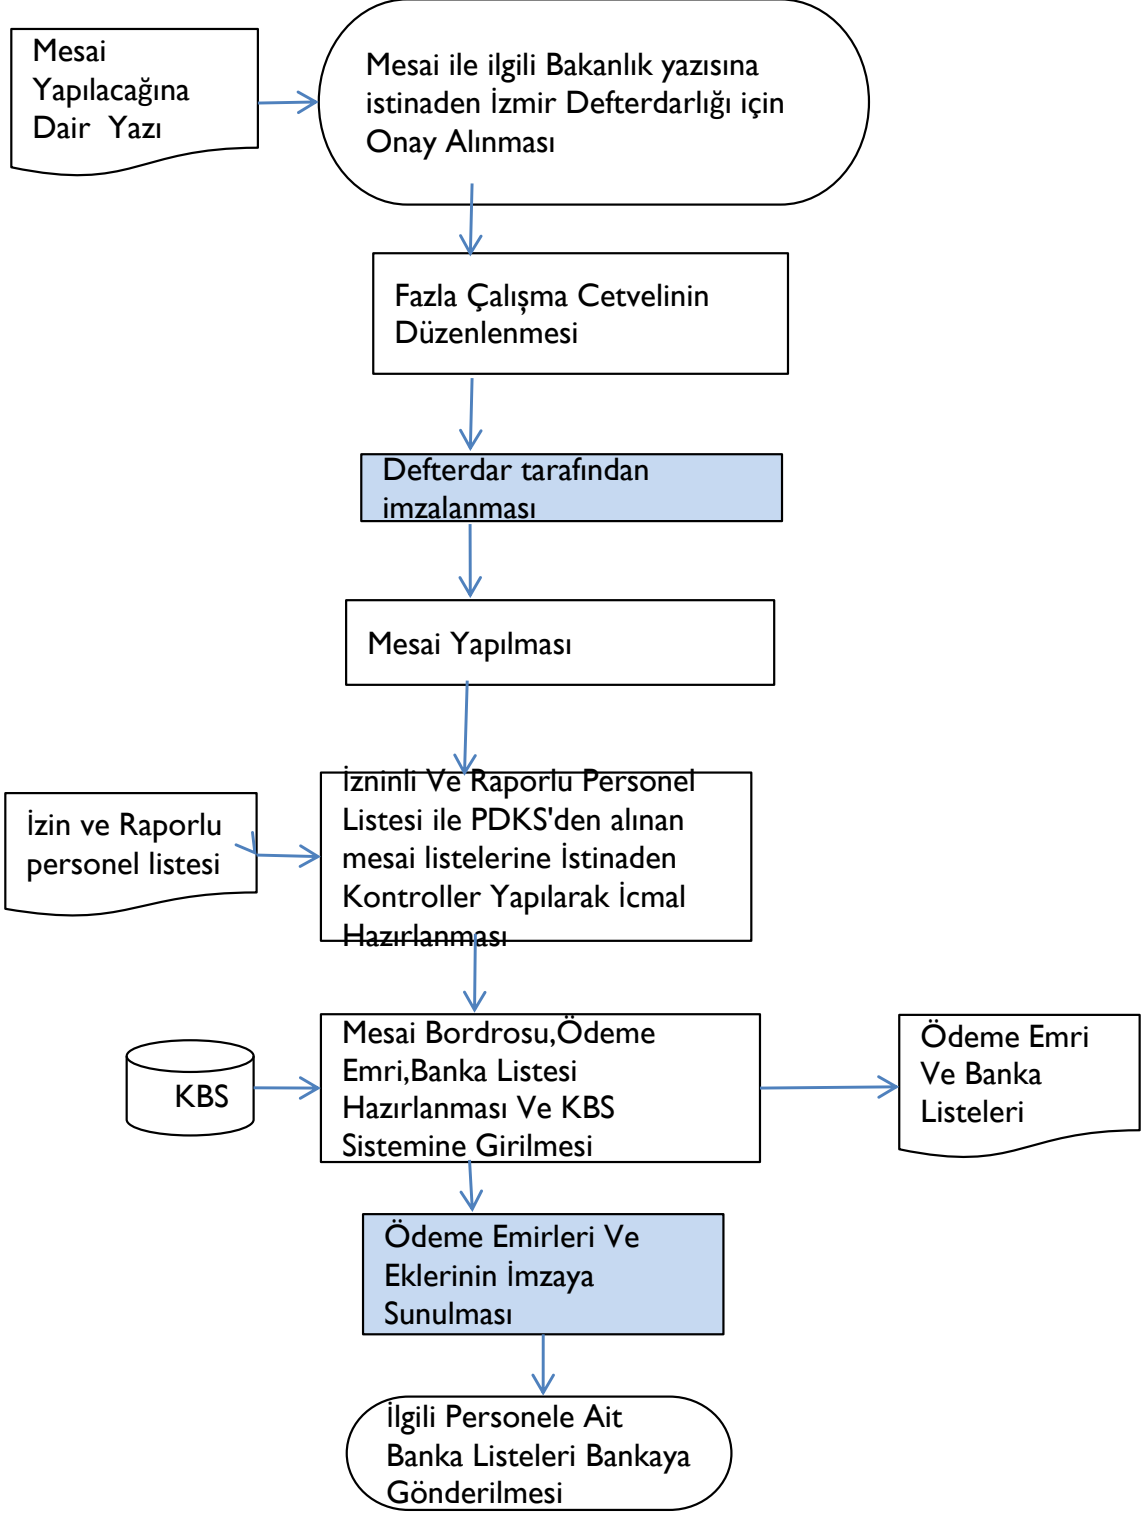 Mesai
Yapılacağına
Dair  Yazı
Mesai ile ilgili Bakanlık yazısına
istinaden İzmir Defterdarlığı için
Onay Alınması
Fazla Çalışma Cetvelinin
Düzenlenmesi
Defterdar tarafından
imzalanması
Mesai Yapılması
İzninli Ve Raporlu Personel
Listesi ile PDKS'den alınan
mesai listelerine İstinaden
Kontroller Yapılarak İcmal
Hazırlanması
İzin ve Raporlu
personel listesi
Mesai Bordrosu,Ödeme
Emri,Banka Listesi
Hazırlanması Ve KBS
Sistemine Girilmesi
KBS
Ödeme Emri
Ve Banka
Listeleri
Ödeme Emirleri Ve
Eklerinin İmzaya
Sunulması
İlgili Personele Ait
Banka Listeleri Bankaya
Gönderilmesi